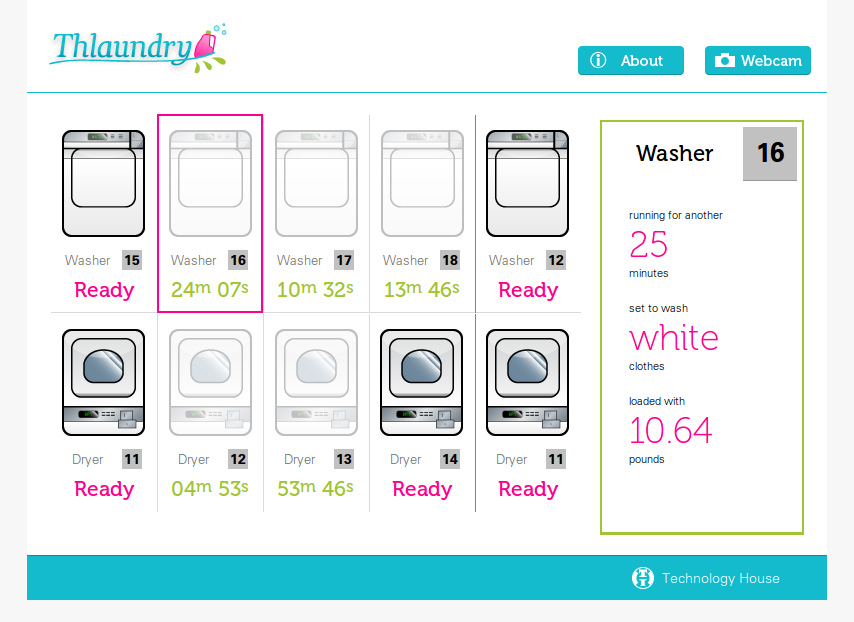 Thlaundry
About
Webcam
Washer 15
Ready
Washer 16
24m 07s
Washer 17
10m 32s
Washer 18
13m 46s
Washer 12
Ready
Dryer 11
Ready
Dryer 12
04m 53s
Dryer 13
53m 46s
Dryer 14
Ready
Dryer 11
Ready
Washer 16
running for another
25
minutes
set to wash
white
clothes
loaded with
10.64
pounds
Technology House